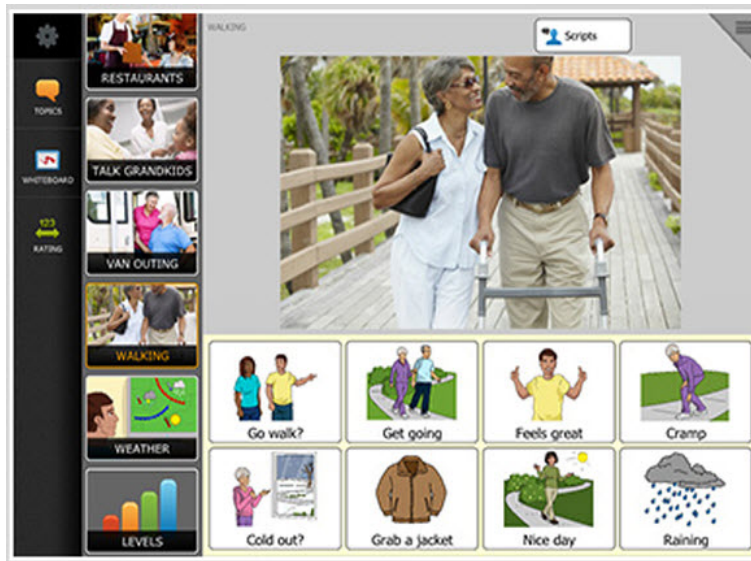 WALKING
Scripts
TOPICS
WHITEBOARD
123
RATING
RESTAURANTS
TALK GRANDKIDS
VAN OUTING
WALKING
WEATHER
LEVELS
Go walk?
Get going
Feels great
Cramp
Cold out?
Grab a jacket
Nice day
Raining